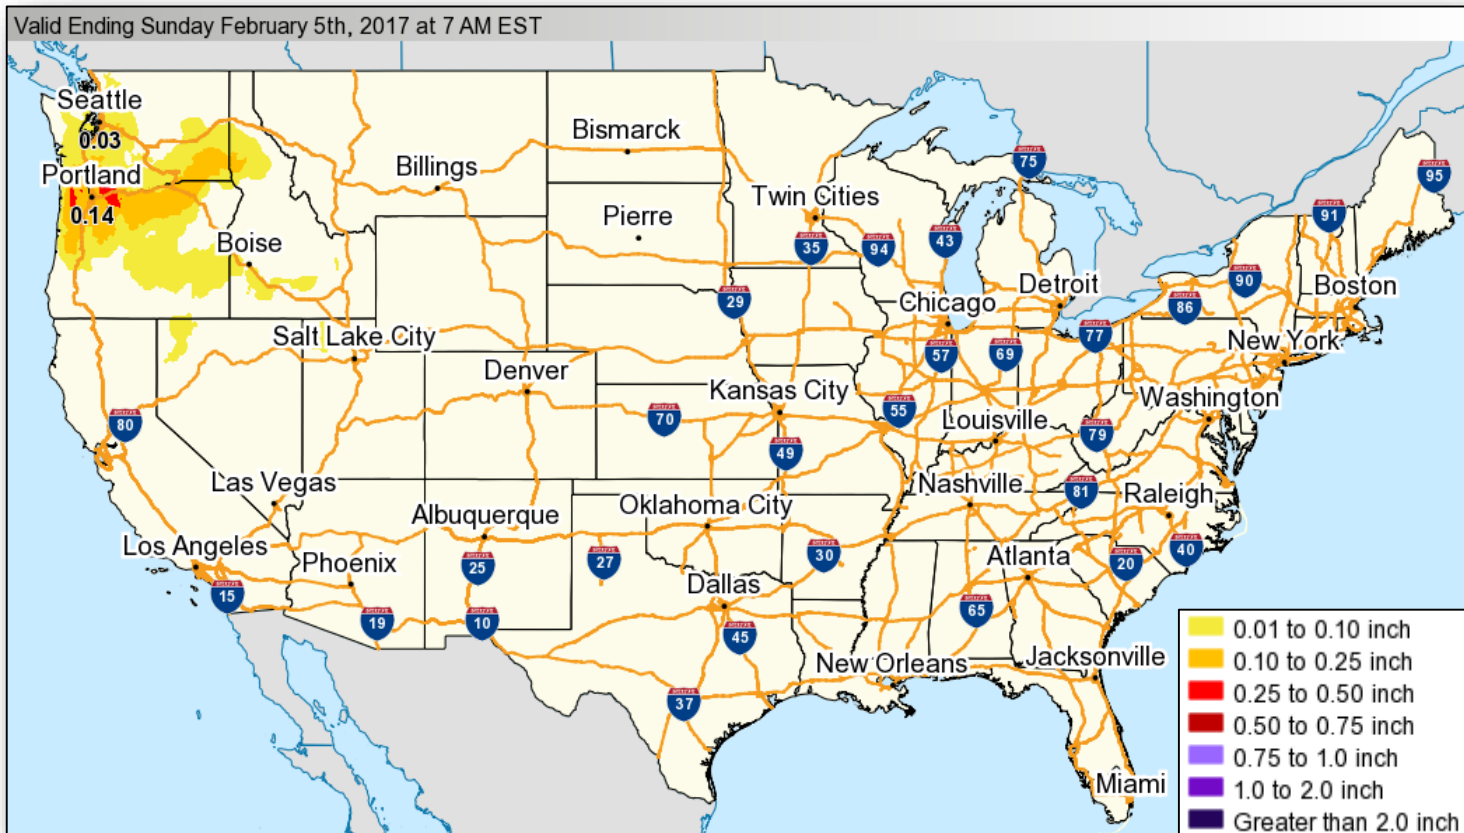 Valid Ending Sunday February 5th, 2017 at 7 AM EST
Seattle
0.03
Portland
0.14
Boise
Billings
Bismarck
Pierre
Twin Cities
35
94
43
75
95
91
90
86
Boston
Detroit
Chicago
29
77
57
69
New York
Salt Lake City
Denver
Kansas City
Washington
80
70
55
Louisville
79
49
Las Vegas
Nashville
81
Raleigh
Albuquerque
Oklahoma City
Los Angeles
Phoenix
25
27
30
Atlanta
20
40
15
Dallas
65
19
10
45
New Orleans
Jacksonville
37
Miami
0.01 to 0.10 inch
0.10 to 0.25 inch
0.25 to 0.50 inch
0.50 to 0.75 inch
0.75 to 1.0 inch
1.0 to 2.0 inch
Greater than 2.0 inch